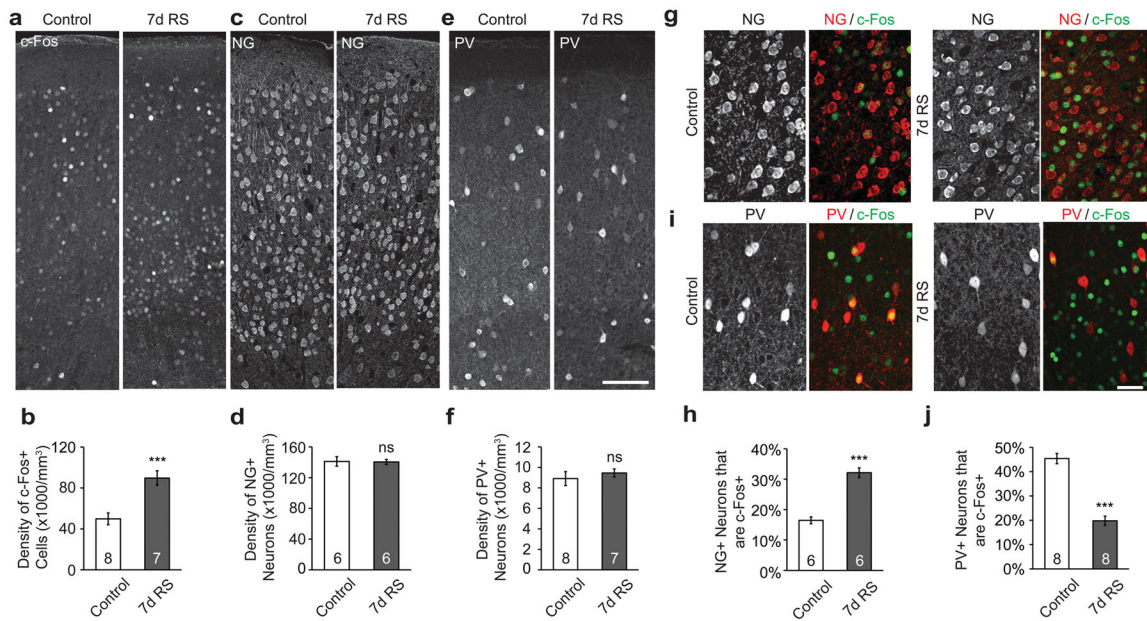 a Control 7d RS c Control 7d RS e Control 7d RS
c-Fos NG NG PV PV
g NG NG / c-Fos NG NG / c-Fos
Control 7d RS
i PV PV / c-Fos PV PV / c-Fos
Control 7d RS
b
Density of c-Fos+
Cells (x1000/mm³)
120
80
40
0
***
8 7
Control 7d RS
d
Density of NG+
Neurons (x1000/mm³)
160
120
80
40
0
ns
6 6
Control 7d RS
f
Density of PV+
Neurons (x1000/mm³)
12
10
8
6
4
2
0
ns
8 7
Control 7d RS
h
NG+ Neurons that
are c-Fos+
40%
30%
20%
10%
0%
***
6 6
Control 7d RS
j
PV+ Neurons that
are c-Fos+
50%
40%
30%
20%
10%
0%
***
8 8
Control 7d RS